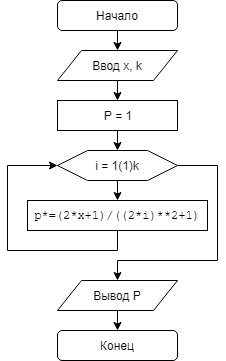 Начало
Ввод x, k
P = 1
i = 1(1)k
p*=(2*x+1)/((2*i)**2+1)
Вывод P
Конец